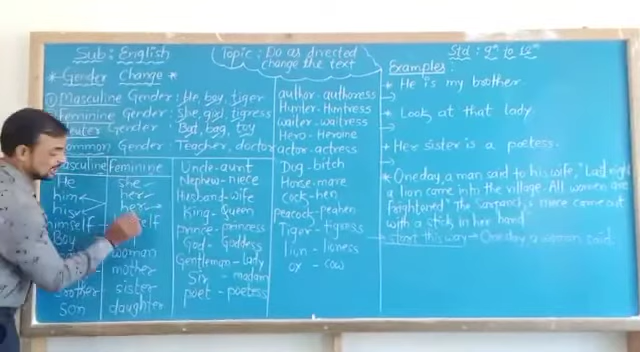 Sub: English
Topic: Do as directed
change the text
Std: 9th to 12th
* Gender Change *
① Masculine Gender: He, boy, tiger
Feminine Gender: She, girl, tigress
Neuter Gender: Bat, bag, toy
Common Gender: Teacher, doctor
Masculine Feminine
He she
him her
his her
himself
Boy
woman
mother
brother sister
son daughter
Uncle-aunt
Nephew-niece
Husband-wife
King-Queen
prince-princess
God-Goddess
Gentleman-lady
Sir-madam
poet-poetess
author-authoress
Hunter-Huntress
waiter-waitress
Hero-Heroine
actor-actress
Dog-bitch
Horse-mare
cock-hen
peacock-peahen
Tiger-tigress
lion-lioness
ox-cow
Examples:
* He is my brother.
→
* Look at that lady.
→
* Her sister is a poetess.
→
* One day, a man said to his wife, "Last night
a lion came into the village. All women are
frightened." The mare came out
with a stick in her hand.
start this way → One day a woman said